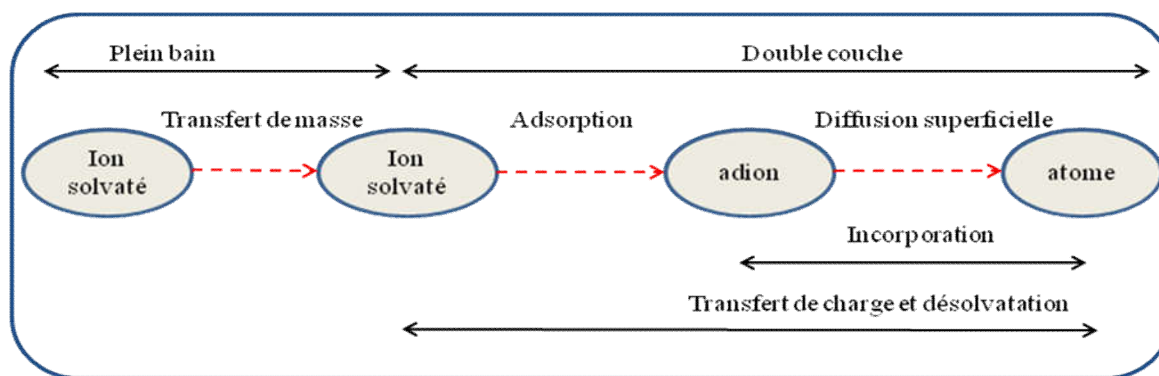 Plein bain
Double couche
Transfert de masse
Adsorption
Diffusion superficielle
Ion
solvaté
Ion
solvaté
adion
atome
Incorporation
Transfert de charge et désolvatation